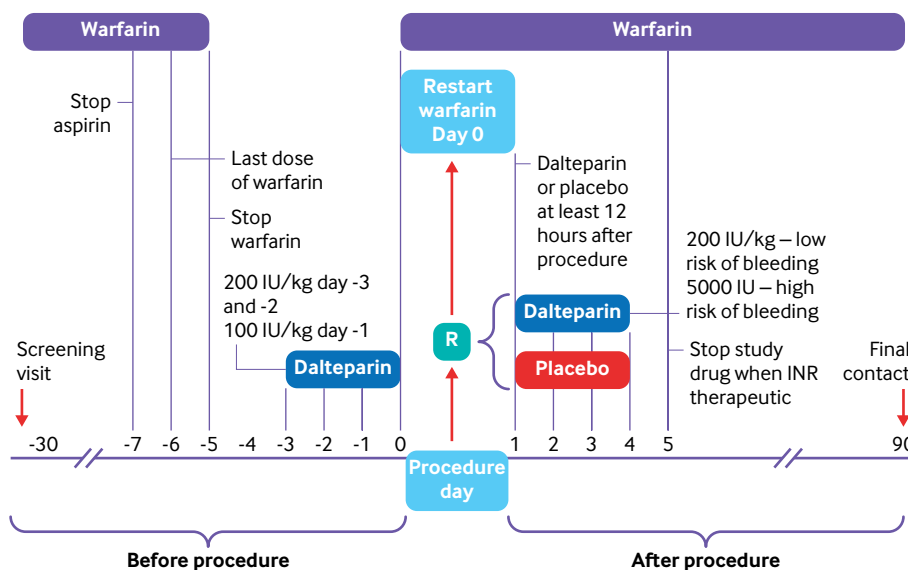 Warfarin
Warfarin
Stop
aspirin
Last dose
of warfarin
Stop
warfarin
200 IU/kg day -3
and -2
100 IU/kg day -1
Dalteparin
Screening
visit
Restart
warfarin
Day 0
R
Dalteparin
or placebo
at least 12
hours after
procedure
200 IU/kg – low
risk of bleeding
5000 IU – high
risk of bleeding
Dalteparin
Placebo
Stop study
drug when INR
therapeutic
Final
contact
-30 -7 -6 -5 -4 -3 -2 -1 0 1 2 3 4 5 90
Procedure
day
Before procedure
After procedure